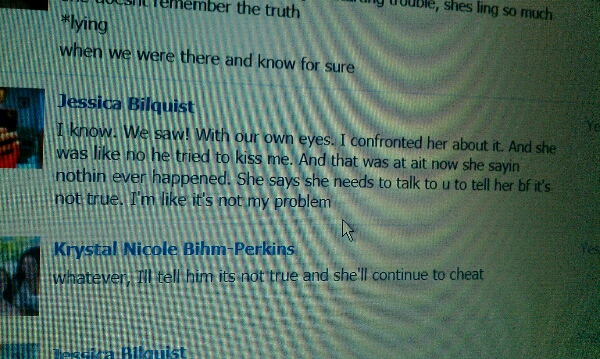 she doesnt remember the truth
trouble, shes ling so much
*lying
when we were there and know for sure
Jessica Bilquist
I know. We saw! With our own eyes. I confronted her about it. And she
was like no he tried to kiss me. And that was at ait now she sayin
nothin ever happened. She says she needs to talk to u to tell her bf it's
not true. I'm like it's not my problem
Krystal Nicole Bihm-Perkins
whatever, Ill tell him its not true and she'll continue to cheat
Jessica Bilquist